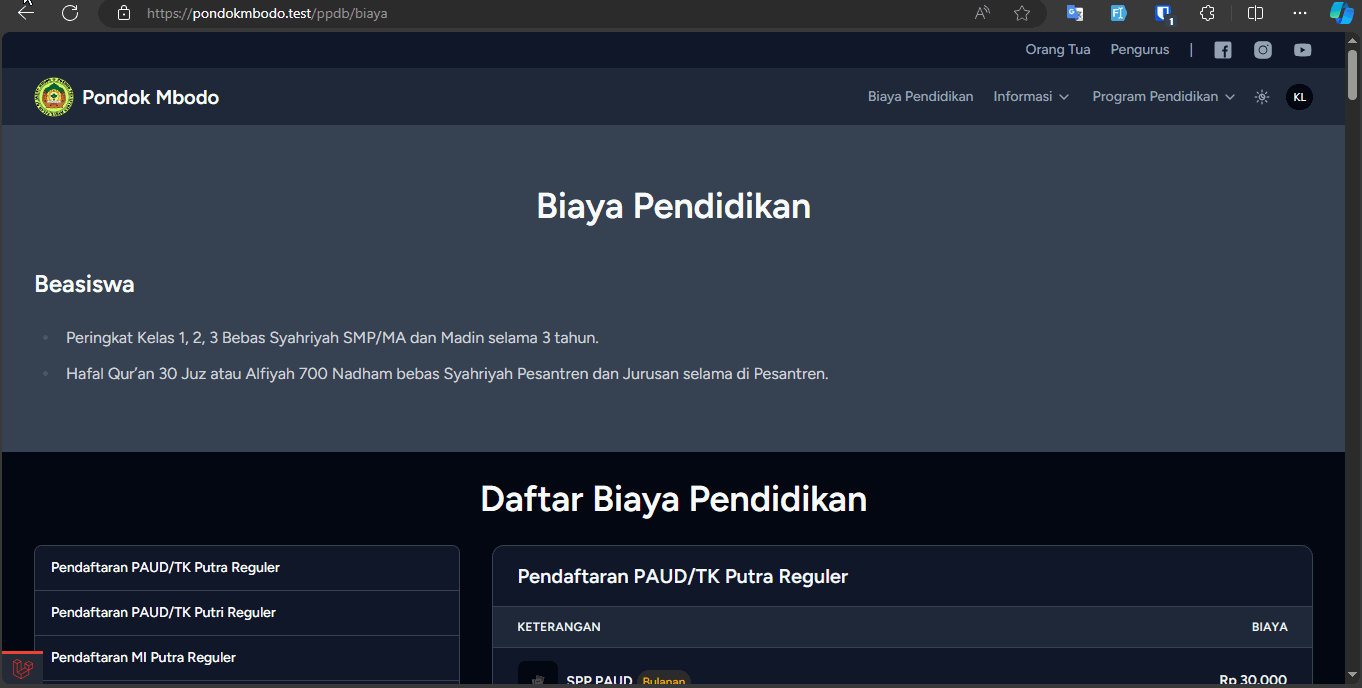 https://pondokmbodo.test/ppdb/biaya
1
Orang Tua Pengurus |
Pondok Mbodo
Biaya Pendidikan Informasi Program Pendidikan KL
Biaya Pendidikan
Beasiswa
Peringkat Kelas 1, 2, 3 Bebas Syahriyah SMP/MA dan Madin selama 3 tahun.
Hafal Qur’an 30 Juz atau Alfiyah 700 Nadham bebas Syahriyah Pesantren dan Jurusan selama di Pesantren.
Daftar Biaya Pendidikan
Pendaftaran PAUD/TK Putra Reguler
Pendaftaran PAUD/TK Putri Reguler
Pendaftaran MI Putra Reguler
Pendaftaran PAUD/TK Putra Reguler
KETERANGAN BIAYA
SPP PAUD Bulanan Rp 30.000